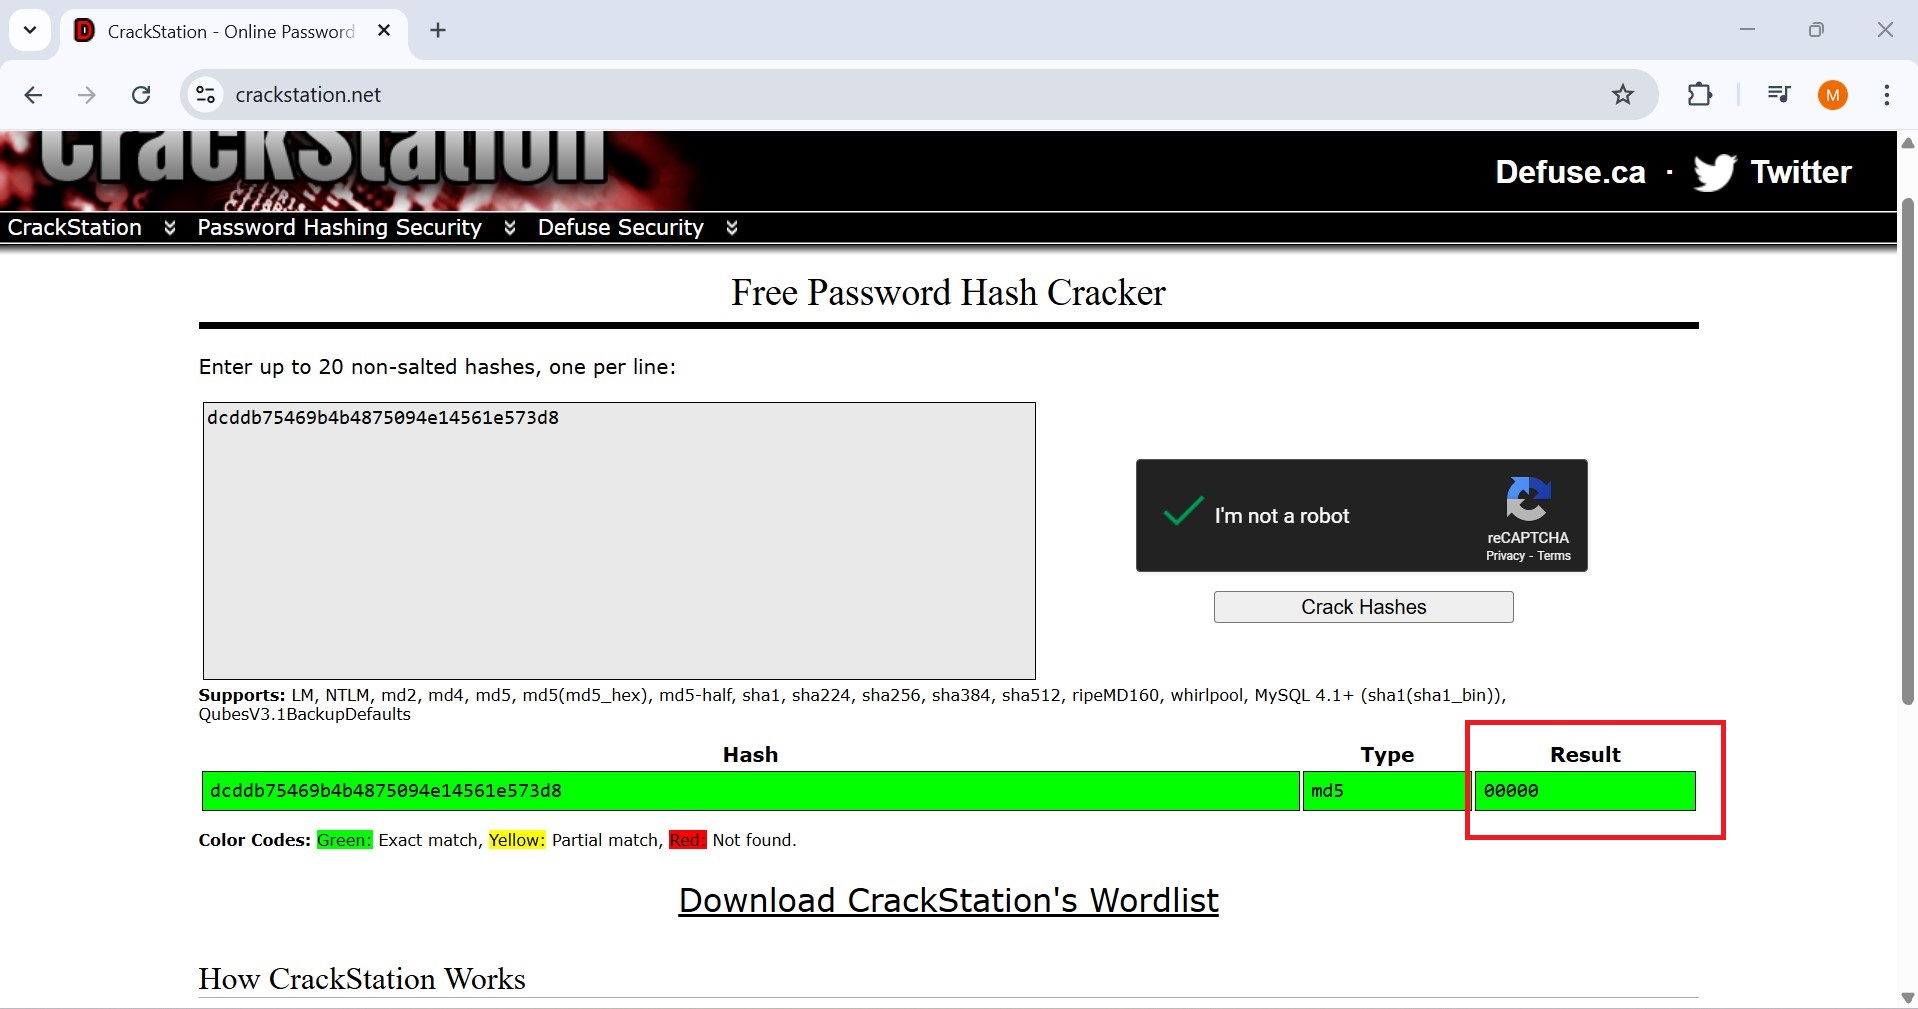 CrackStation - Online Password
crackstation.net
M
CrackStation
Defuse.ca · Twitter
CrackStation Password Hashing Security Defuse Security
Free Password Hash Cracker
Enter up to 20 non-salted hashes, one per line:
dcddb75469b4b4875094e14561e573d8
I'm not a robot
reCAPTCHA
Privacy - Terms
Crack Hashes
Supports: LM, NTLM, md2, md4, md5, md5(md5_hex), md5-half, sha1, sha224, sha256, sha384, sha512, ripeMD160, whirlpool, MySQL 4.1+ (sha1(sha1_bin)),
QubesV3.1BackupDefaults
Hash Type Result
dcddb75469b4b4875094e14561e573d8 md5 00000
Color Codes: Green: Exact match, Yellow: Partial match, Red: Not found.
Download CrackStation's Wordlist
How CrackStation Works